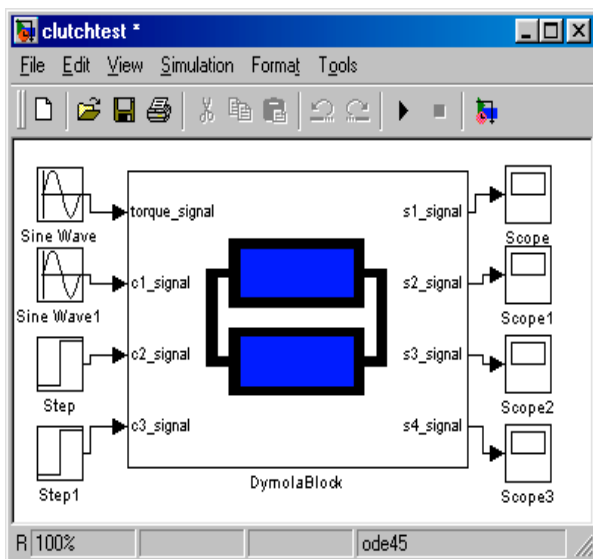 clutchtest *
File Edit View Simulation Format Tools
torque_signal
s1_signal
Sine Wave
Scope
c1_signal
s2_signal
Sine Wave1
Scope1
c2_signal
s3_signal
Step
Scope2
c3_signal
s4_signal
Step1
DymolaBlock
Scope3
R 100%
ode45